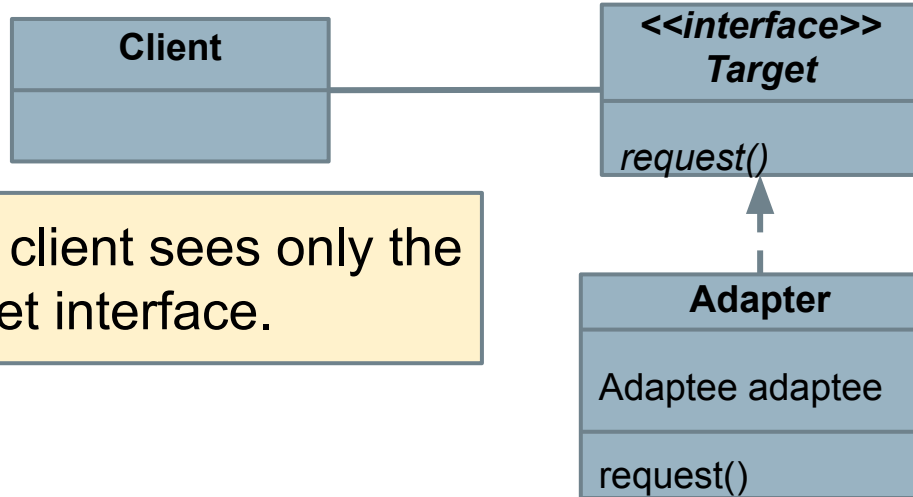 Client
<<interface>>
Target
request()
client sees only the
et interface.
Adapter
Adaptee adaptee
request()